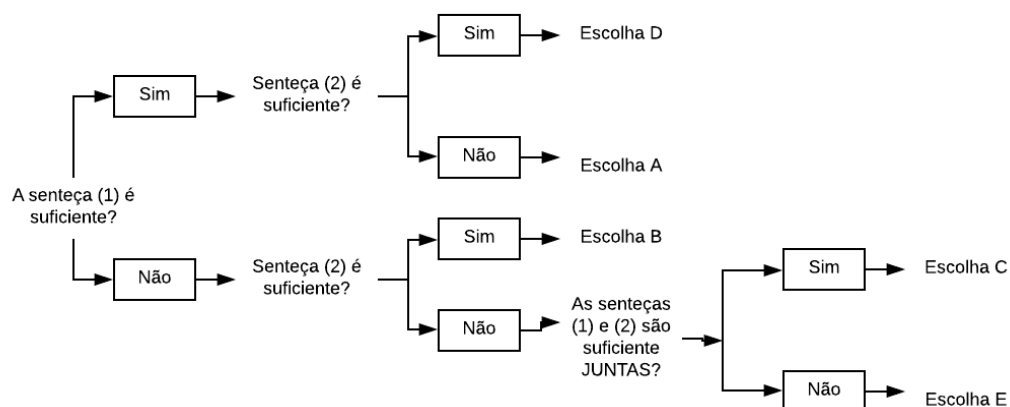 A senteça (1) é
suficiente?
Sim
Senteça (2) é
suficiente?
Sim
Escolha D
Não
Escolha A
Não
Senteça (2) é
suficiente?
Sim
Escolha B
Não
As senteças
(1) e (2) são
suficiente
JUNTAS?
Sim
Escolha C
Não
Escolha E